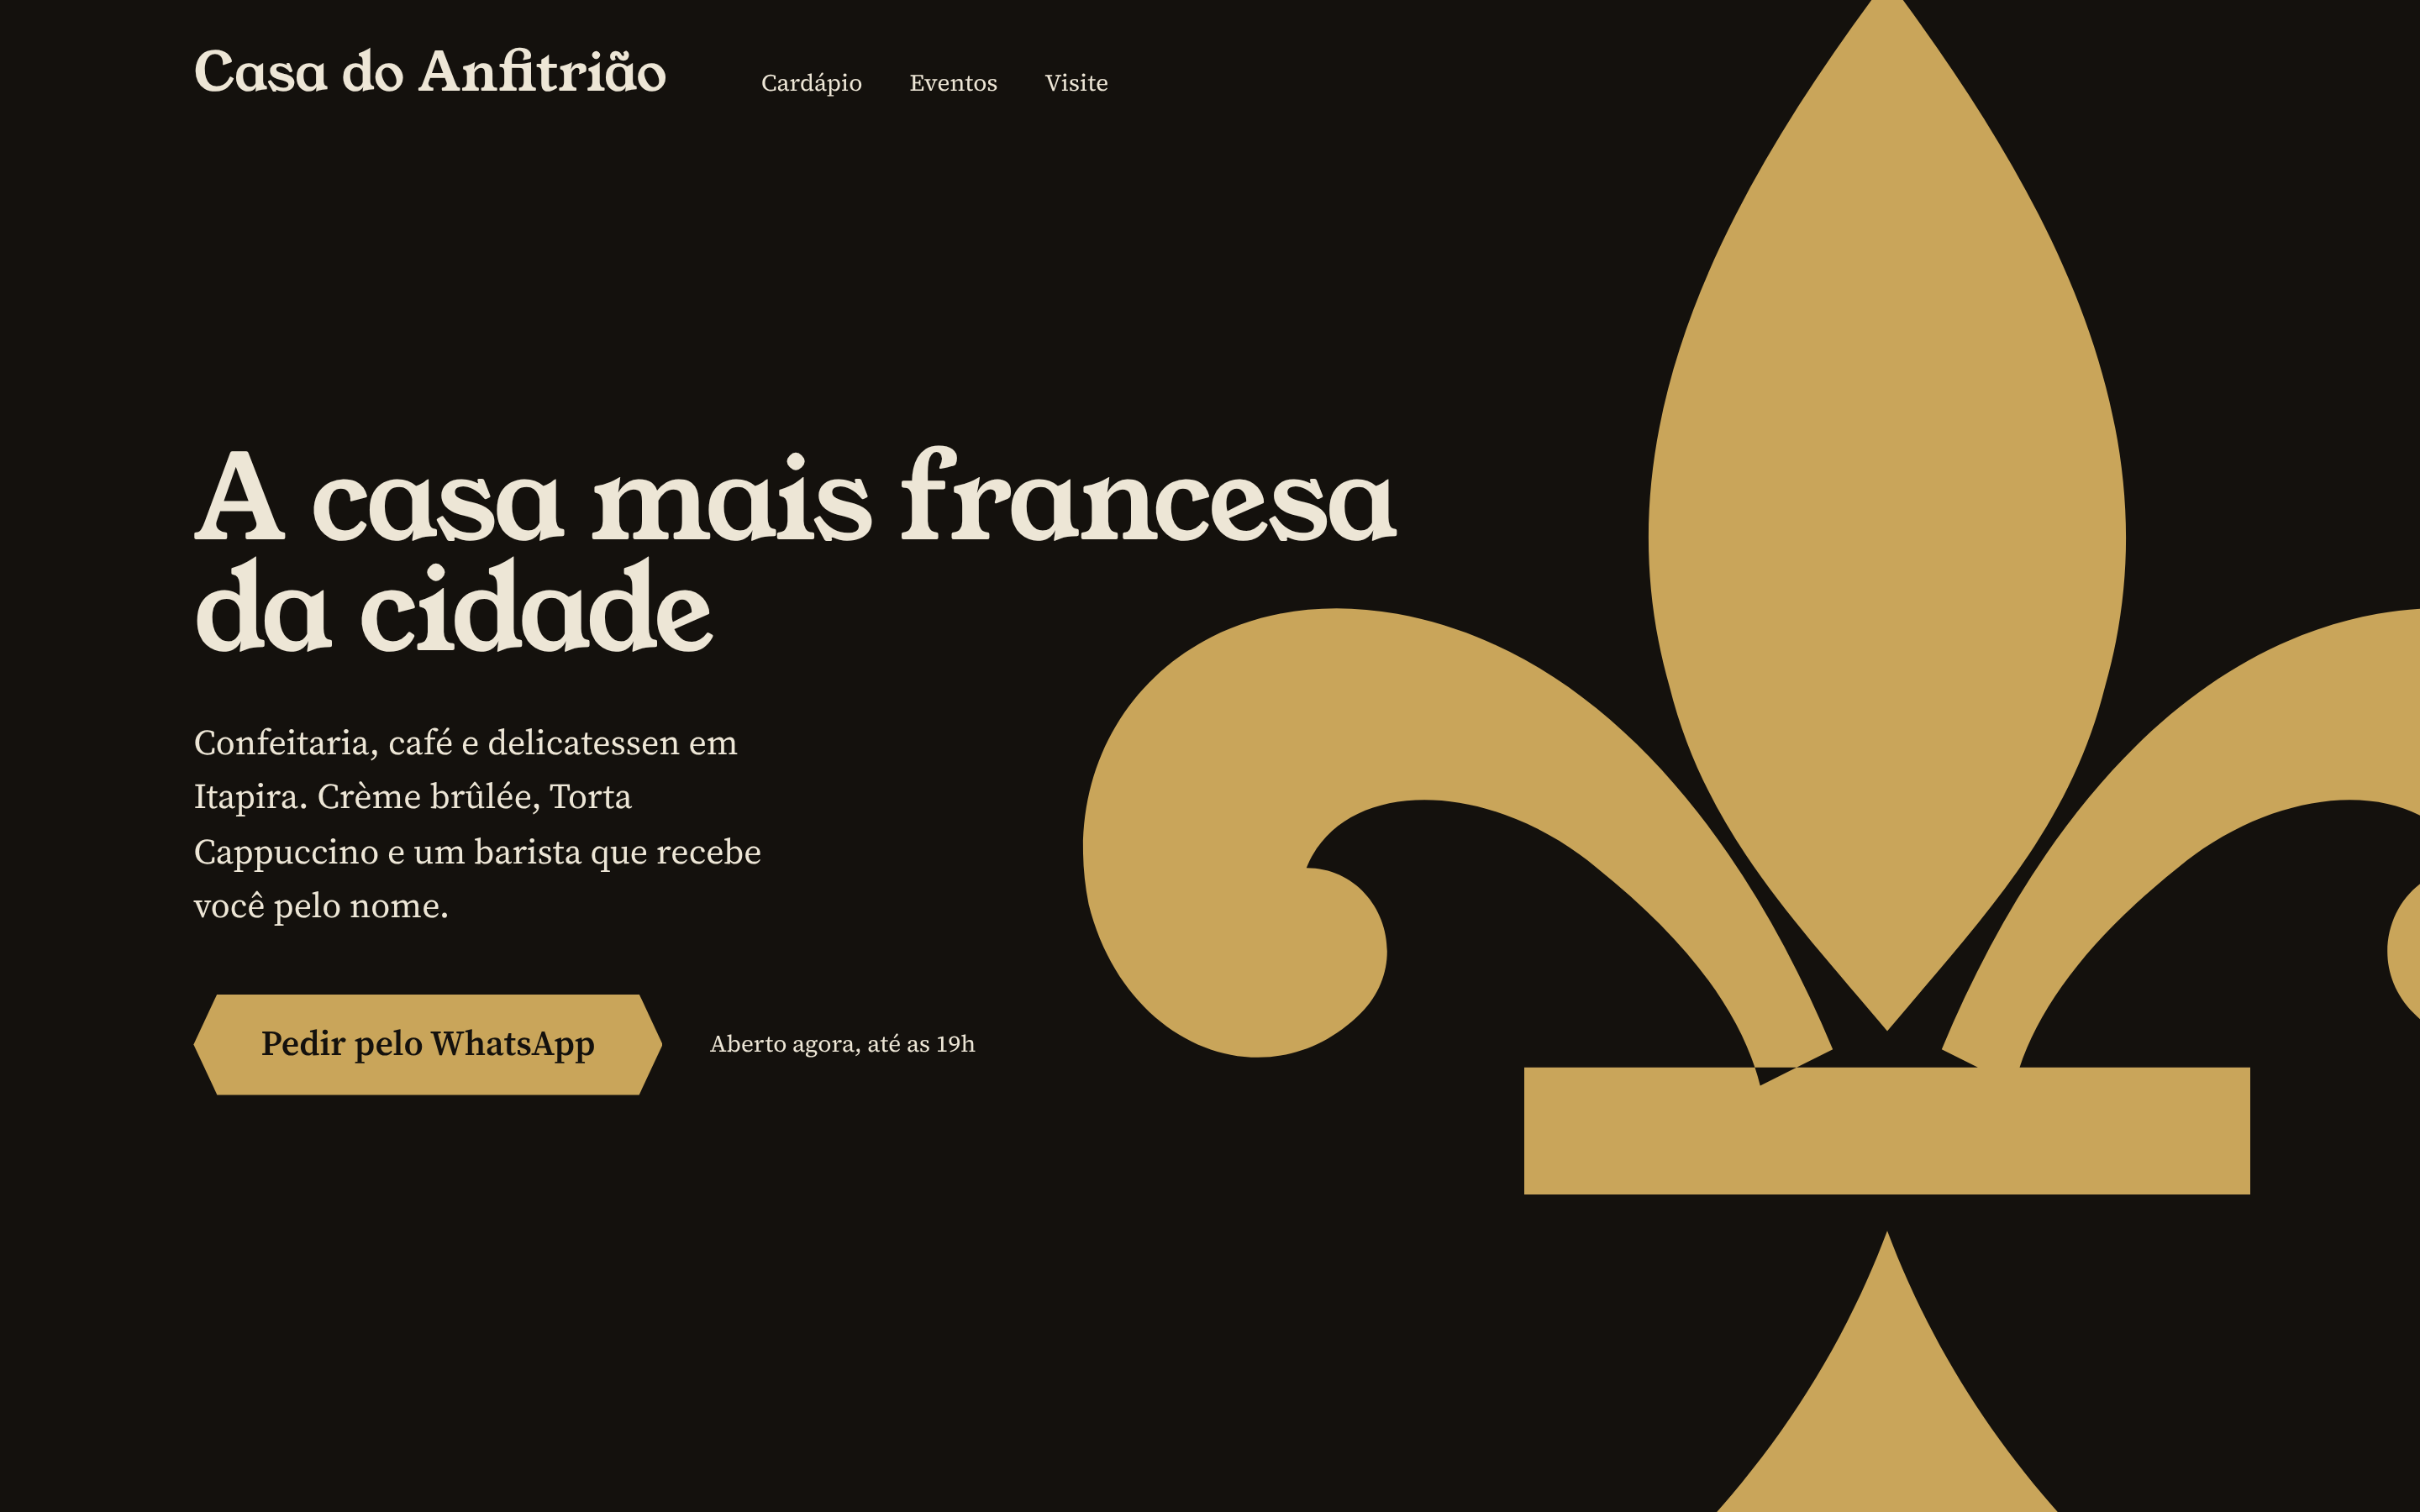 Casa do Anfitrião
Cardápio Eventos Visite
A casa mais francesa
da cidade
Confeitaria, café e delicatessen em
Itapira. Crème brûlée, Torta
Cappuccino e um barista que recebe
você pelo nome.
Pedir pelo WhatsApp
Aberto agora, até as 19h